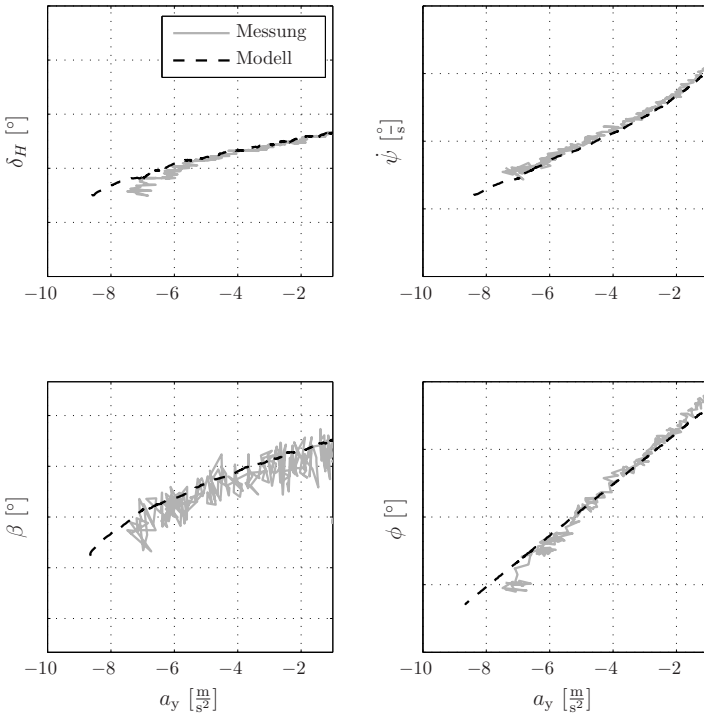 Messung
Modell
δ_H [°]
−10 −8 −6 −4 −2
ψ̇ [°/s]
−10 −8 −6 −4 −2
β [°]
−10 −8 −6 −4 −2
a_y [m/s²]
ϕ [°]
−10 −8 −6 −4 −2
a_y [m/s²]